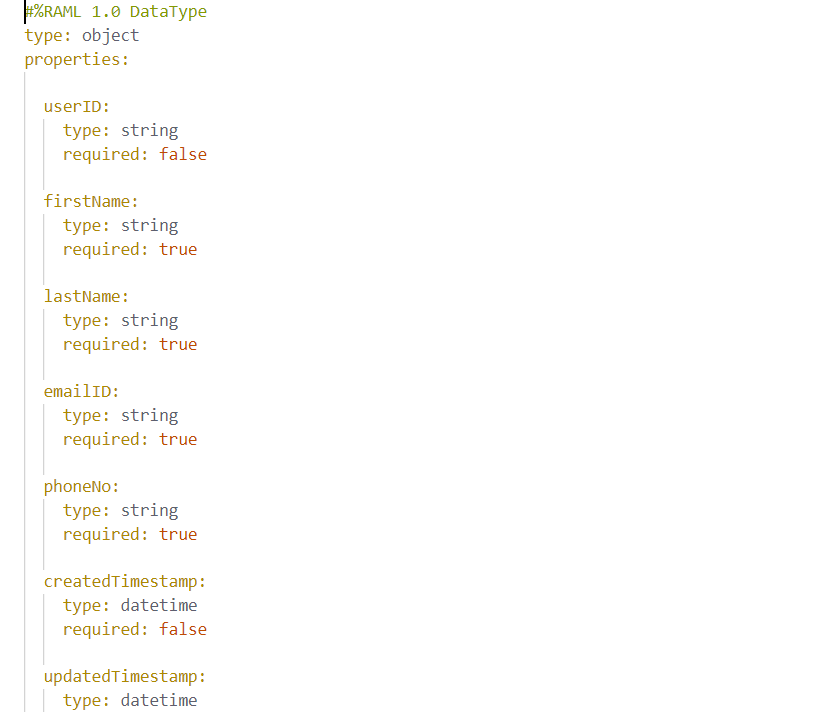 #%RAML 1.0 DataType
type: object
properties:
userID:
type: string
required: false
firstName:
type: string
required: true
lastName:
type: string
required: true
emailID:
type: string
required: true
phoneNo:
type: string
required: true
createdTimestamp:
type: datetime
required: false
updatedTimestamp:
type: datetime